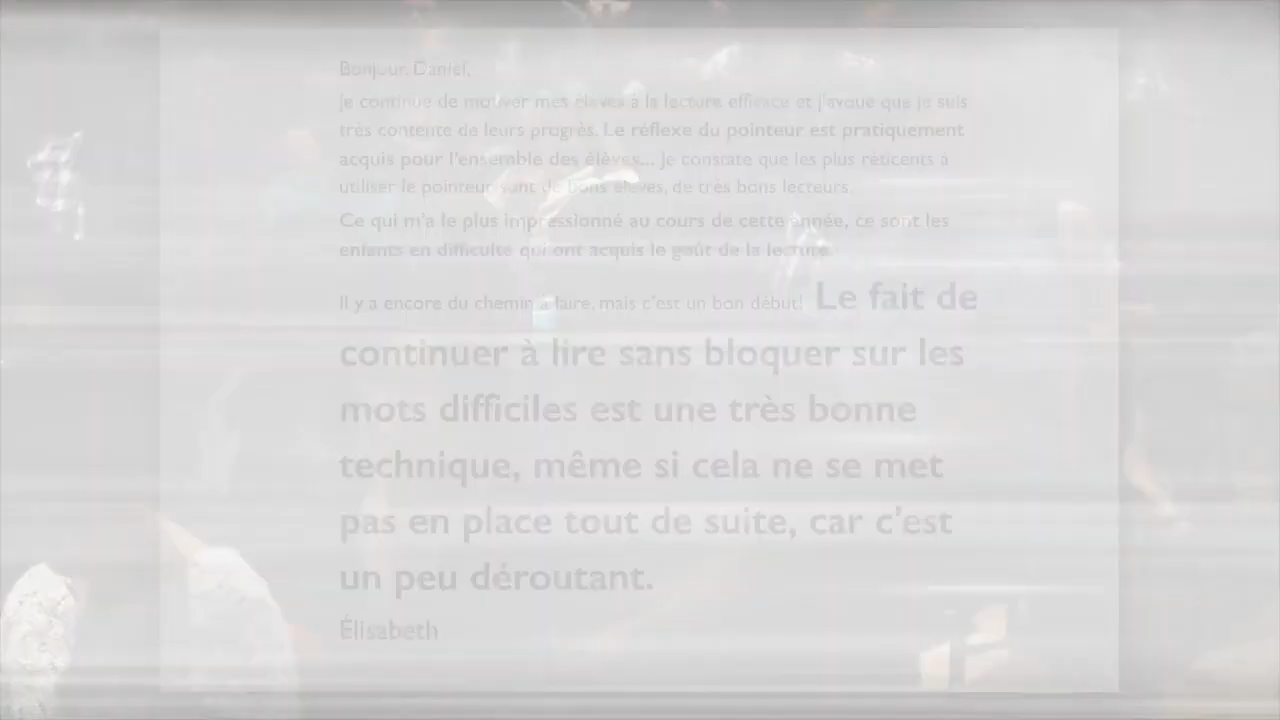 Bonjour Daniel,
Je continue de motiver mes élèves à la lecture efficace et j'avoue que je suis
très contente de leurs progrès. Le réflexe du pointeur est pratiquement
acquis pour l'ensemble des élèves... Je constate que les plus réticents à
utiliser le pointeur sont de bons élèves, de très bons lecteurs.
Ce qui m'a le plus impressionné au cours de cette année, ce sont les
enfants en difficulté qui ont acquis le goût de la lecture.
Il y a encore du chemin à faire, mais c'est un bon début! Le fait de
continuer à lire sans bloquer sur les
mots difficiles est une très bonne
technique, même si cela ne se met
pas en place tout de suite, car c'est
un peu déroutant.
Élisabeth